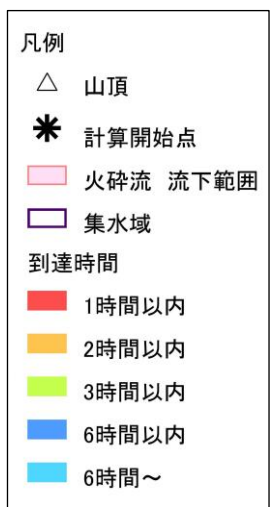 凡例
山頂
計算開始点
火砕流 流下範囲
集水域
到達時間
1時間以内
2時間以内
3時間以内
6時間以内
6時間～